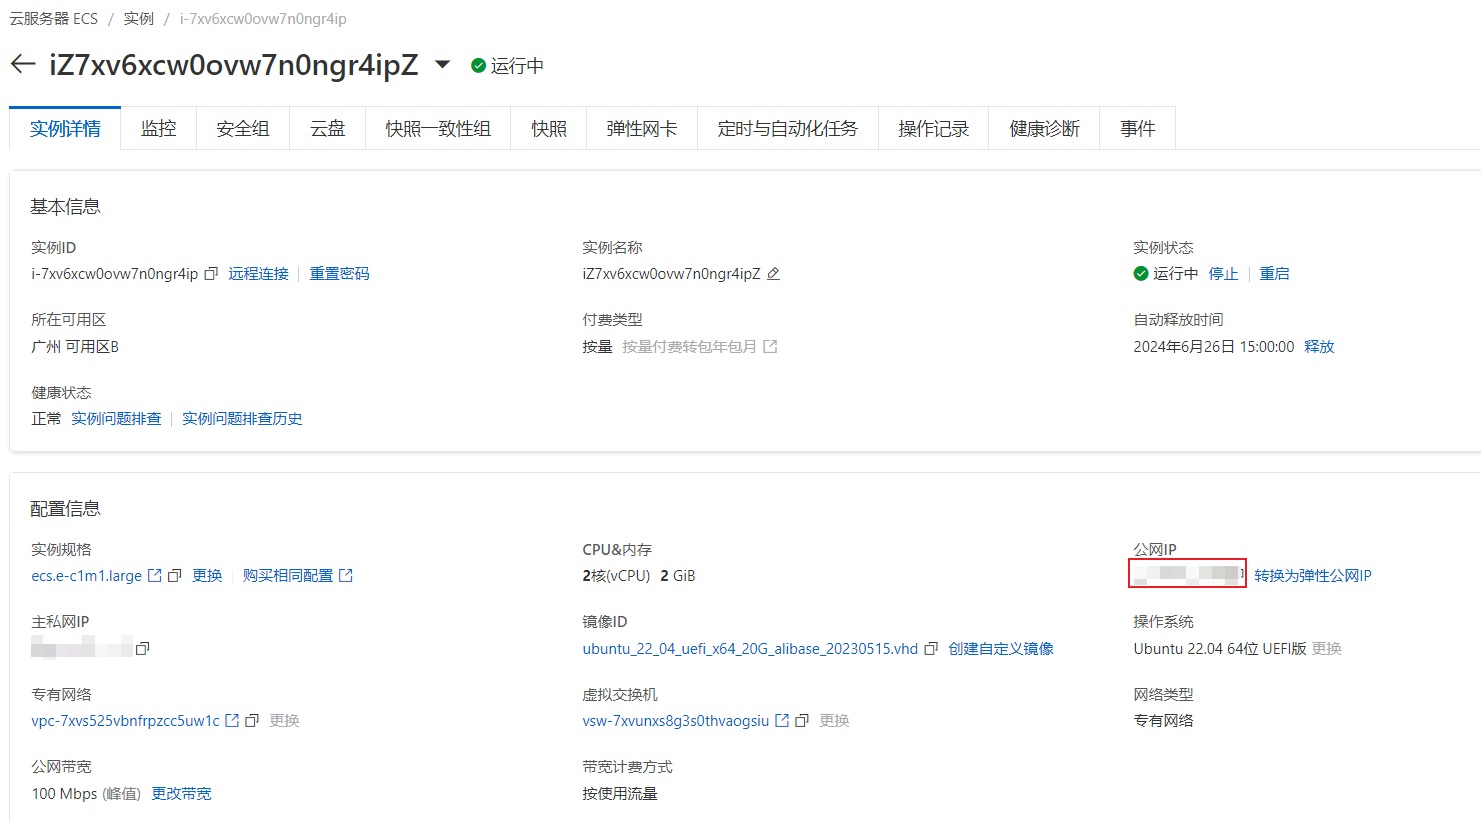 云服务器 ECS / 实例 / i-7xv6xcw0ovw7n0ngr4ip
iZ7xv6xcw0ovw7n0ngr4ipZ 运行中
实例详情 监控 安全组 云盘 快照一致性组 快照 弹性网卡 定时与自动化任务 操作记录 健康诊断 事件
基本信息
实例ID 实例名称 实例状态
i-7xv6xcw0ovw7n0ngr4ip 远程连接 重置密码 iZ7xv6xcw0ovw7n0ngr4ipZ 运行中 停止 重启
所在可用区 付费类型 自动释放时间
广州 可用区B 按量 按量付费转包年包月 2024年6月26日 15:00:00 释放
健康状态
正常 实例问题排查 实例问题排查历史
配置信息
实例规格 CPU&内存 公网IP
ecs.e-c1m1.large 更换 购买相同配置 2核(vCPU) 2 GiB 转换为弹性公网IP
主私网IP 镜像ID 操作系统
ubuntu_22_04_uefi_x64_20G_alibase_20230515.vhd 创建自定义镜像 Ubuntu 22.04 64位 UEFI版 更换
专有网络 虚拟交换机 网络类型
vpc-7xvs525vbnfrpzcc5uw1c 更换 vsw-7xvunxs8g3s0thvaogsiu 更换 专有网络
公网带宽 带宽计费方式
100 Mbps (峰值) 更改带宽 按使用流量